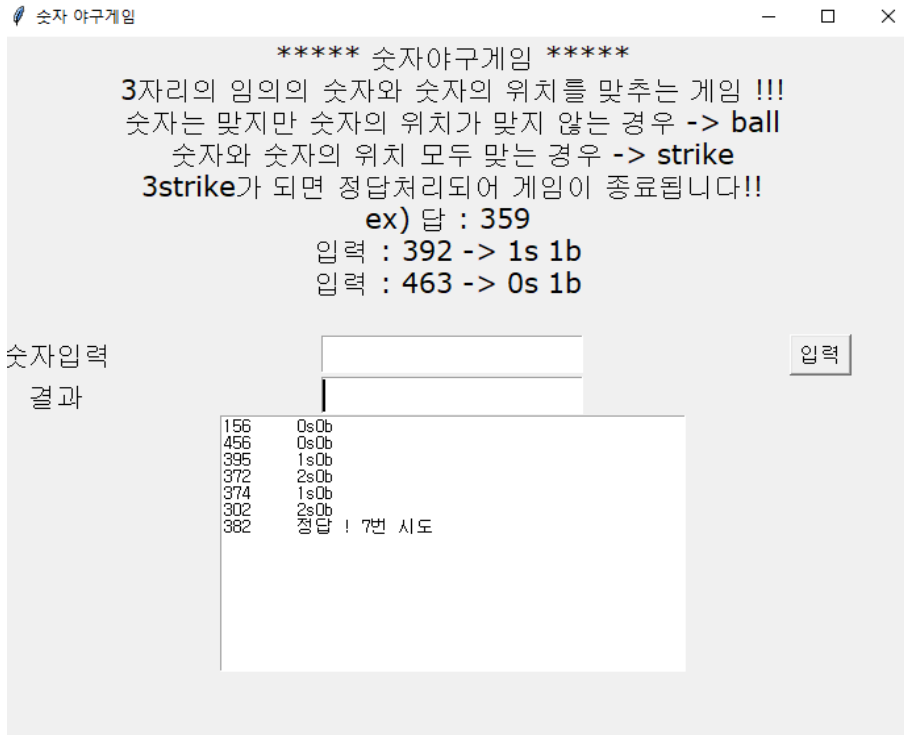 숫자 야구게임
***** 숫자야구게임 *****
3자리의 임의의 숫자와 숫자의 위치를 맞추는 게임 !!!
숫자는 맞지만 숫자의 위치가 맞지 않는 경우 -> ball
숫자와 숫자의 위치 모두 맞는 경우 -> strike
3strike가 되면 정답처리되어 게임이 종료됩니다!!
ex) 답 : 359
입력 : 392 -> 1s 1b
입력 : 463 -> 0s 1b
숫자입력 입력
결과
156 0s0b
456 0s0b
395 1s0b
372 2s0b
374 1s0b
302 2s0b
382 정답 ! 7번 시도